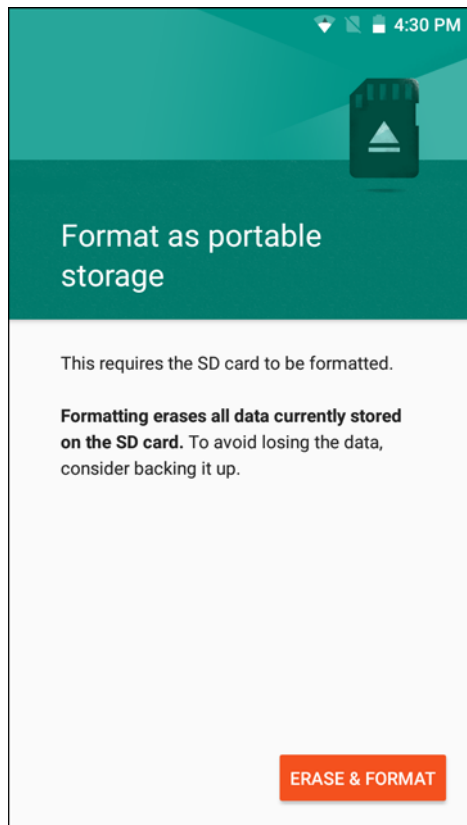 4:30 PM
Format as portable
storage
This requires the SD card to be formatted.
Formatting erases all data currently stored
on the SD card. To avoid losing the data,
consider backing it up.
ERASE & FORMAT